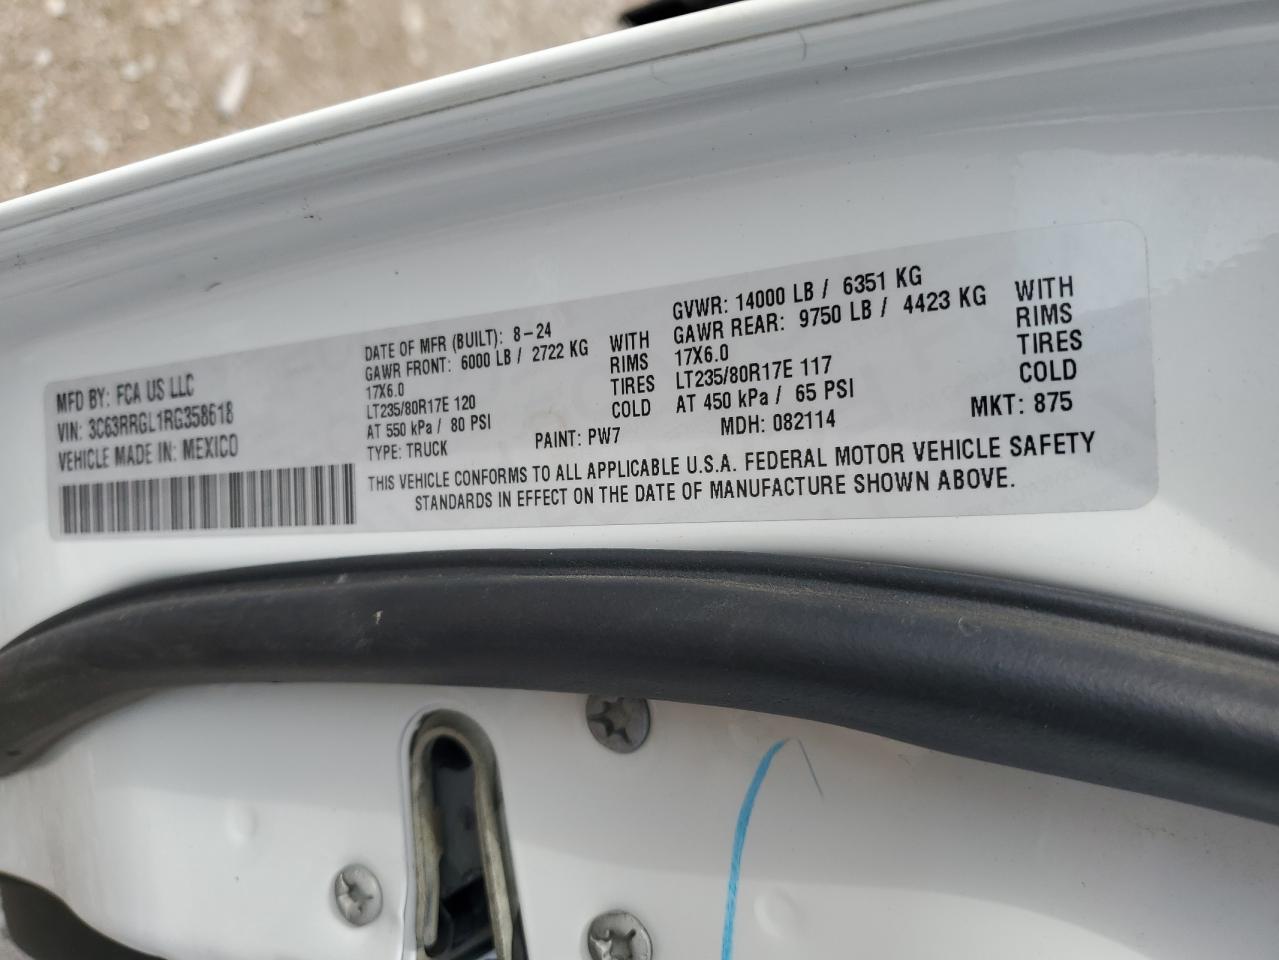 MFD BY: FCA US LLC
VIN: 3C63RRGL1RG358618
VEHICLE MADE IN: MEXICO
DATE OF MFR (BUILT): 8-24
GAWR FRONT: 6000 LB / 2722 KG WITH
17X6.0 RIMS
LT235/80R17E 120 TIRES
AT 550 kPa / 80 PSI COLD
TYPE: TRUCK PAINT: PW7
GVWR: 14000 LB / 6351 KG
GAWR REAR: 9750 LB / 4423 KG WITH
17X6.0 RIMS
LT235/80R17E 117 TIRES
AT 450 kPa / 65 PSI COLD
MDH: 082114 MKT: 875
THIS VEHICLE CONFORMS TO ALL APPLICABLE U.S.A. FEDERAL MOTOR VEHICLE SAFETY
STANDARDS IN EFFECT ON THE DATE OF MANUFACTURE SHOWN ABOVE.